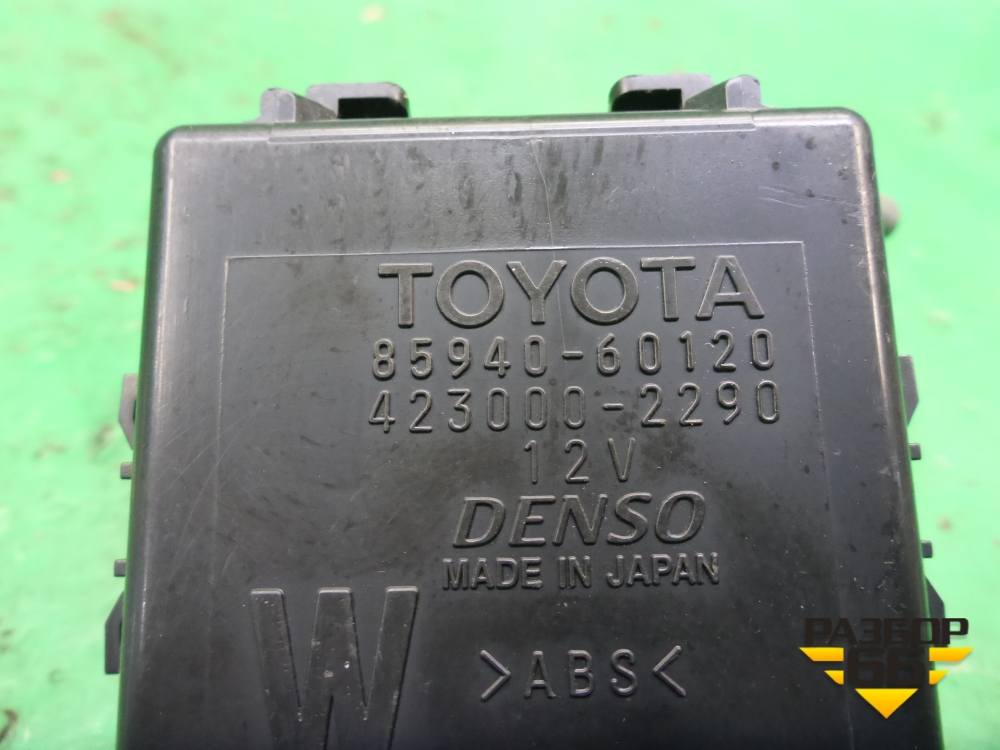 TOYOTA
85940-60120
423000-2290
12V
DENSO
MADE IN JAPAN
W
>ABS<
РАЗБОР
66